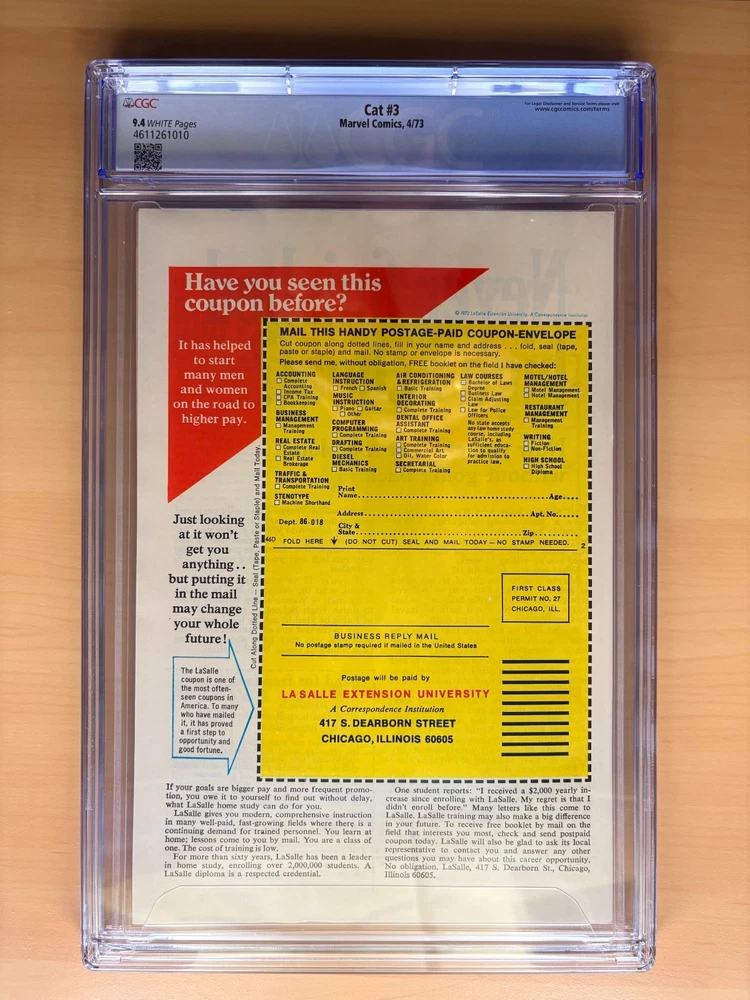 CGC
9.4 WHITE Pages
4611261010
Cat #3
Marvel Comics, 4/73
For Legal Disclaimer and Service Terms please visit
www.cgccomics.com/terms
Have you seen this
coupon before?
© 1972 LaSalle Extension University, A Correspondence Institution
It has helped
to start
many men
and women
on the road to
higher pay.
Just looking
at it won't
get you
anything..
but putting it
in the mail
may change
your whole
future!
The LaSalle
coupon is one of
the most often-
seen coupons in
America. To many
who have mailed
it, it has proved
a first step to
opportunity and
good fortune.
Cut Along Dotted Line — Seal (Tape, Paste or Staple) and Mail Today.
MAIL THIS HANDY POSTAGE-PAID COUPON-ENVELOPE
Cut coupon along dotted lines, fill in your name and address . . . fold, seal (tape,
paste or staple) and mail. No stamp or envelope is necessary.
Please send me, without obligation, FREE booklet on the field I have checked:
ACCOUNTING
☐ Complete
Accounting
☐ Income Tax
☐ CPA Training
☐ Bookkeeping
BUSINESS
MANAGEMENT
☐ Management
Training
REAL ESTATE
☐ Complete Real
Estate
☐ Real Estate
Brokerage
TRAFFIC &
TRANSPORTATION
☐ Complete Training
STENOTYPE
☐ Machine Shorthand
LANGUAGE
INSTRUCTION
☐ French ☐ Spanish
MUSIC
INSTRUCTION
☐ Piano ☐ Guitar
☐ Other
COMPUTER
PROGRAMMING
☐ Complete Training
DRAFTING
☐ Complete Training
DIESEL
MECHANICS
☐ Basic Training
AIR CONDITIONING
& REFRIGERATION
☐ Basic Training
INTERIOR
DECORATING
☐ Complete Training
DENTAL OFFICE
ASSISTANT
☐ Complete Training
ART TRAINING
☐ Complete Training
☐ Commercial Art
☐ Oil, Water Color
SECRETARIAL
☐ Complete Training
LAW COURSES
☐ Bachelor of Laws
Degree
☐ Business Law
☐ Claim Adjusting
Law
☐ Law for Police
Officers
No state accepts
any law home study
course, including
LaSalle's, as
sufficient educa-
tion to qualify
for admission to
practice law.
MOTEL/HOTEL
MANAGEMENT
☐ Motel Management
☐ Hotel Management
RESTAURANT
MANAGEMENT
☐ Management
Training
WRITING
☐ Fiction
☐ Non-Fiction
HIGH SCHOOL
☐ High School
Diploma
Print
Name Age
Address Apt. No.
Dept. 86-018
City &
State Zip
46D FOLD HERE ↓ (DO NOT CUT) SEAL AND MAIL TODAY — NO STAMP NEEDED. 2
FIRST CLASS
PERMIT NO. 27
CHICAGO, ILL.
BUSINESS REPLY MAIL
No postage stamp required if mailed in the United States
Postage will be paid by
LA SALLE EXTENSION UNIVERSITY
A Correspondence Institution
417 S. DEARBORN STREET
CHICAGO, ILLINOIS 60605
If your goals are bigger pay and more frequent promo-
tion, you owe it to yourself to find out without delay,
what LaSalle home study can do for you.
LaSalle gives you modern, comprehensive instruction
in many well-paid, fast-growing fields where there is a
continuing demand for trained personnel. You learn at
home; lessons come to you by mail. You are a class of
one. The cost of training is low.
For more than sixty years, LaSalle has been a leader
in home study, enrolling over 2,000,000 students. A
LaSalle diploma is a respected credential.
One student reports: "I received a $2,000 yearly in-
crease since enrolling with LaSalle. My regret is that I
didn't enroll before." Many letters like this come to
LaSalle. LaSalle training may also make a big difference
in your future. To receive free booklet by mail on the
field that interests you most, check and send postpaid
coupon today. LaSalle will also be glad to ask its local
representative to contact you and answer any other
questions you may have about this career opportunity.
No obligation. LaSalle, 417 S. Dearborn St., Chicago,
Illinois 60605.